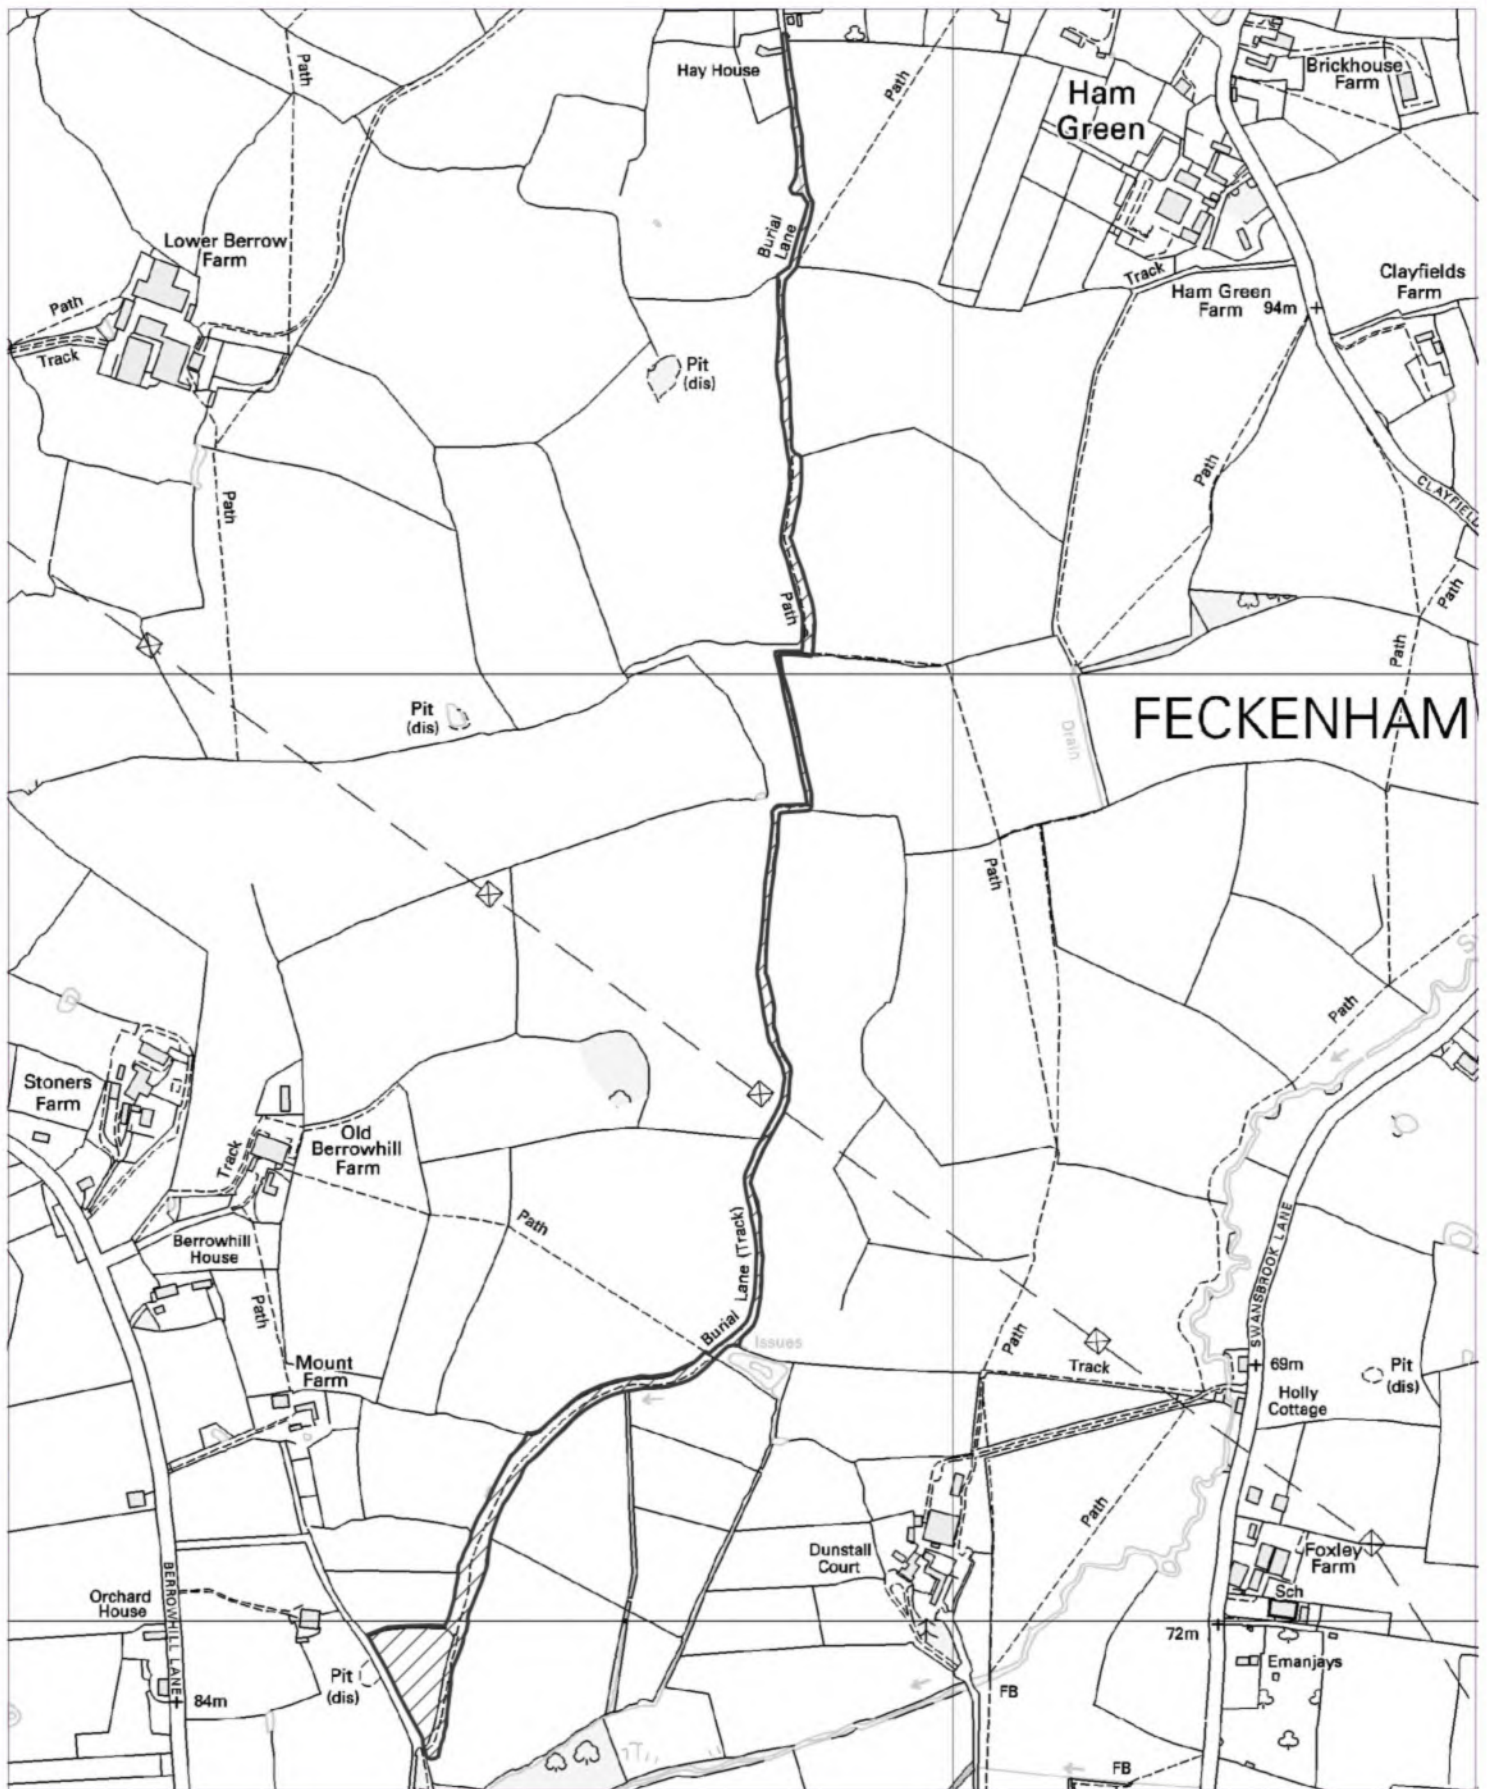 Path
Hay House
Path
Ham
Green
Brickhouse
Farm
Lower Berrow
Farm
Burial
Lane
Path
Track
Track
Ham Green
Farm
94m
Clayfields
Farm
Pit
(dis)
Path
Path
CLAYFIEL
Path
Path
Path
FECKENHAM
Pit
(dis)
Drain
Path
Path
Stoners
Farm
Track
Old
Berrowhill
Farm
Berrowhill
House
Path
Path
Burial
Lane (Track)
Issues
SWANSBROOK LANE
Path
Track
69m
Holly
Cottage
Pit
(dis)
Mount
Farm
Path
Dunstall
Court
Foxley
Farm
Sch
Orchard
House
BERROWHILL LANE
72m
Emanjays
Pit
(dis)
84m
FB
FB